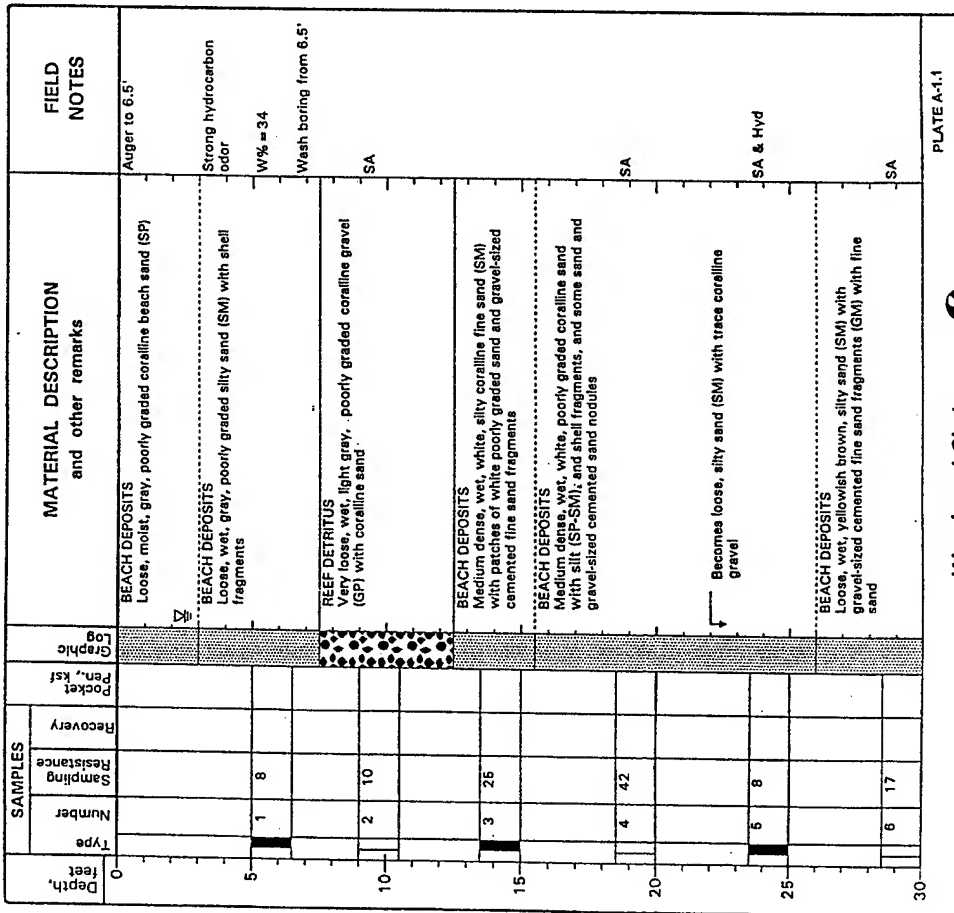 Depth, feet
SAMPLES
Type
Number
Sampling Resistance
Recovery
Pocket Pen., ksf
Graphic Log
MATERIAL DESCRIPTION
and other remarks
FIELD
NOTES
0
BEACH DEPOSITS
Loose, moist, gray, poorly graded coralline beach sand (SP)
Auger to 6.5'
BEACH DEPOSITS
Loose, wet, gray, poorly graded silty sand (SM) with shell
fragments
Strong hydrocarbon
odor
5
1
8
W% = 34
Wash boring from 6.5'
REEF DETRITUS
Very loose, wet, light gray, poorly graded coralline gravel
(GP) with coralline sand
2
10
SA
10
BEACH DEPOSITS
Medium dense, wet, white, silty coralline fine sand (SM)
with patches of white poorly graded sand and gravel-sized
cemented fine sand fragments
3
25
15
BEACH DEPOSITS
Medium dense, wet, white, poorly graded coralline sand
with silt (SP-SM); and shell fragments, and some sand and
gravel-sized cemented sand nodules
4
42
SA
20
Becomes loose, silty sand (SM) with trace coralline
gravel
5
8
SA & Hyd
25
BEACH DEPOSITS
Loose, wet, yellowish brown, silty sand (SM) with
gravel-sized cemented fine sand fragments (GM) with fine
sand
6
17
SA
30
PLATE A-1.1